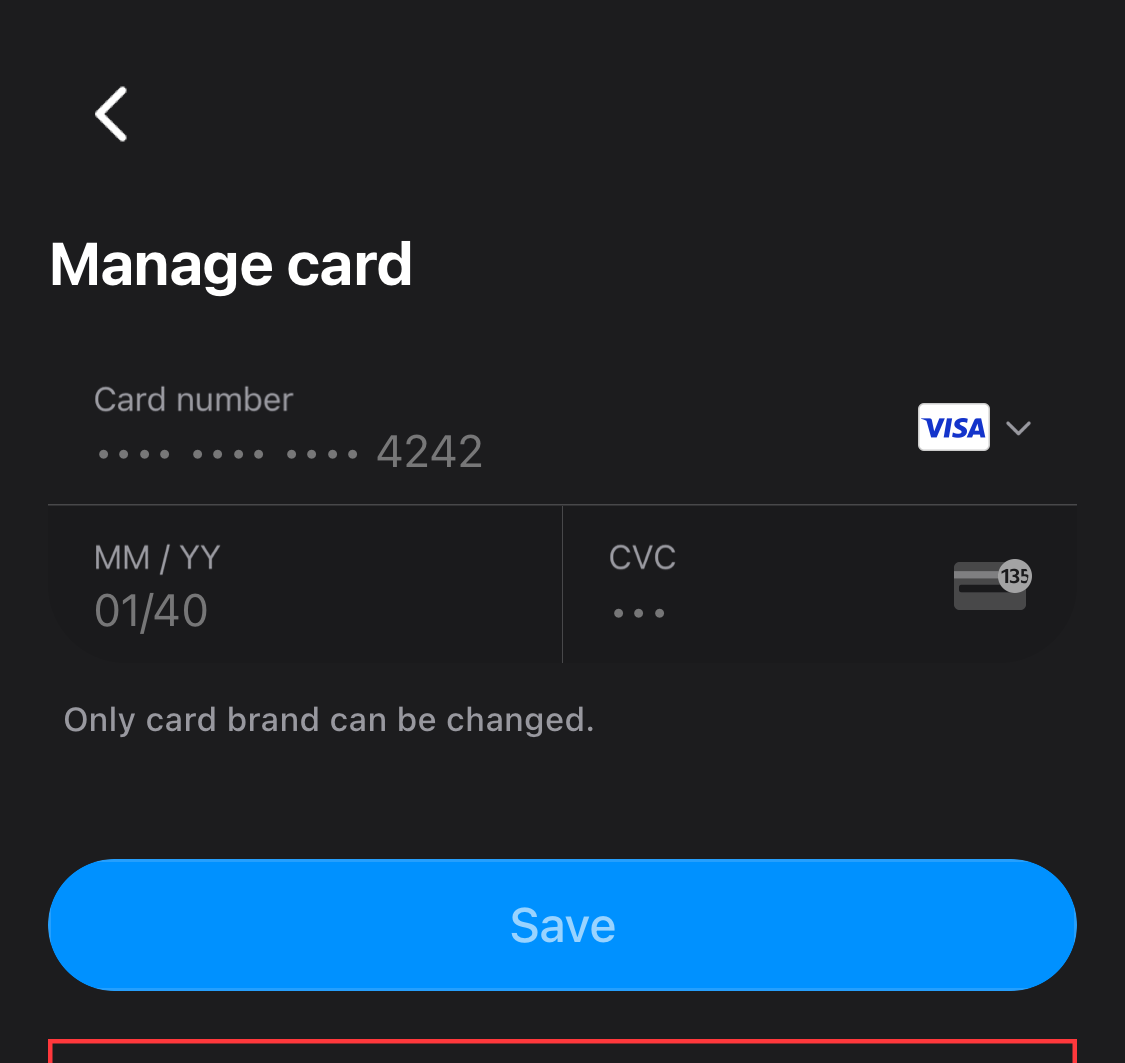 Manage card
Card number
•••• •••• •••• 4242
VISA
MM / YY
01/40
CVC
•••
135
Only card brand can be changed.
Save